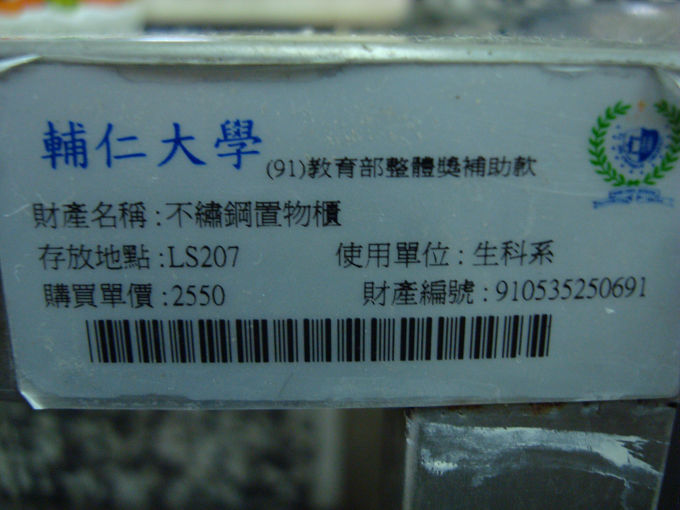 輔仁大學 (91)教育部整體獎補助款
財產名稱:不繡鋼置物櫃
存放地點:LS207 使用單位:生科系
購買單價:2550 財產編號:910535250691